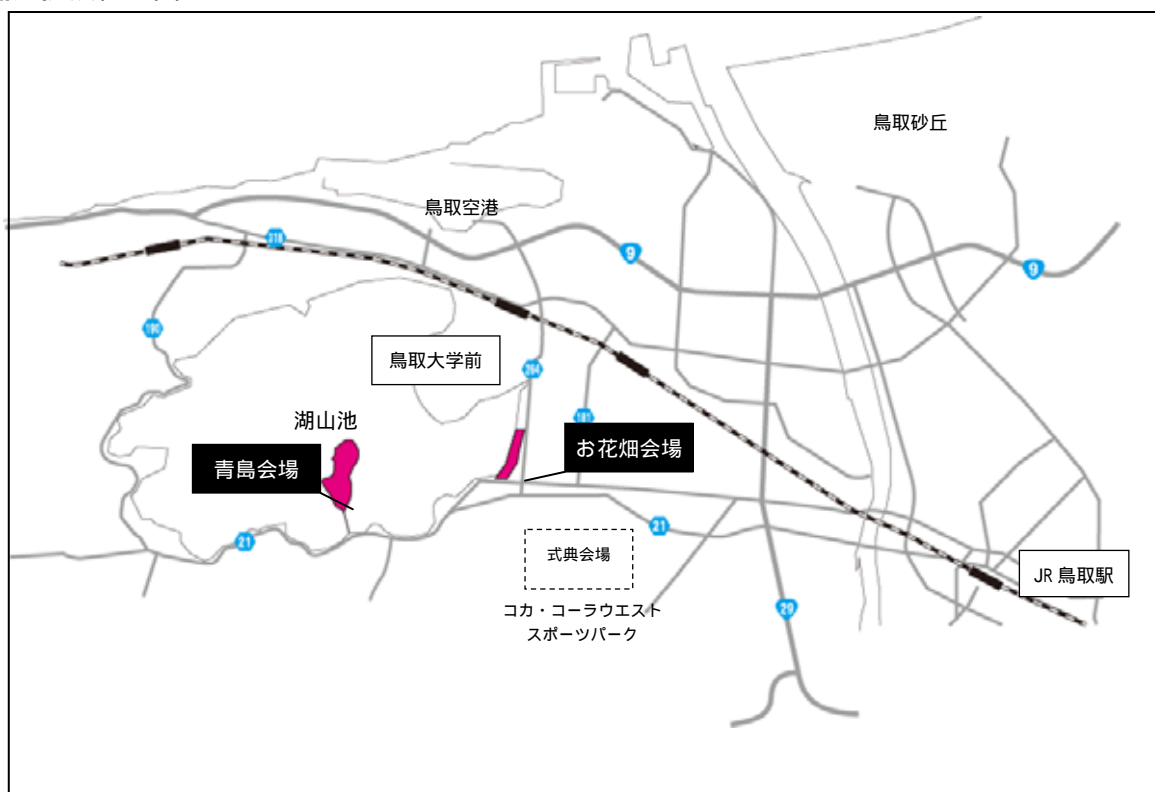 鳥取砂丘
鳥取空港
318
9
9
190
鳥取大学前
264
181
湖山池
お花畑会場
青島会場
21
21
式典会場
JR 鳥取駅
コカ・コーラウエスト
スポーツパーク
29